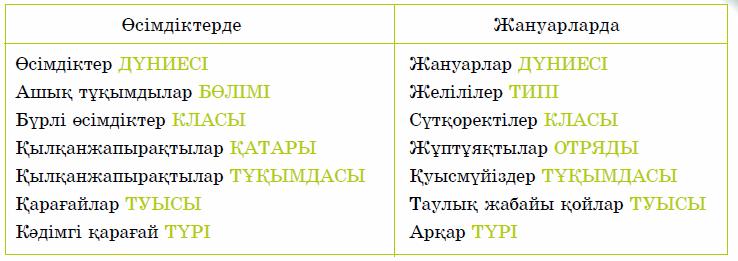 Өсімдіктерде
Өсімдіктер ДҮНИЕСІ
Ашық тұқымдылар БӨЛІМІ
Бүрлі өсімдіктер КЛАСЫ
Қылқанжапырақтылар ҚАТАРЫ
Қылқанжапырақтылар ТҰҚЫМДАСЫ
Қарағайлар ТУЫСЫ
Кәдімгі қарағай ТҮРІ
Жануарларда
Жануарлар ДҮНИЕСІ
Желілілер ТИПІ
Сүтқоректілер КЛАСЫ
Жұптұяқтылар ОТРЯДЫ
Қуысмүйіздер ТҰҚЫМДАСЫ
Таулық жабайы қойлар ТУЫСЫ
Арқар ТҮРІ